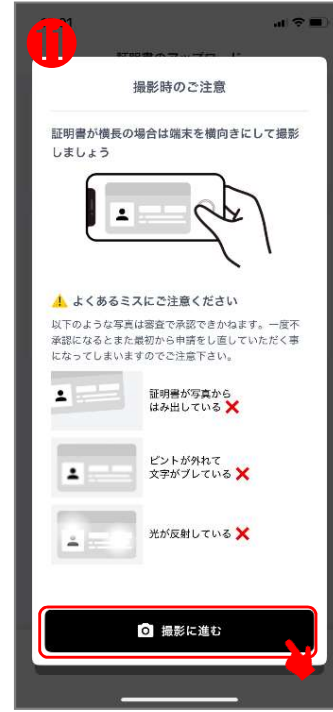 ⑪
証明書のアップロード
撮影時のご注意
証明書が横長の場合は端末を横向きにして撮影
しましょう
よくあるミスにご注意ください
以下のような写真は審査で承認できかねます。一度不
承認になるとまた最初から申請をし直していただく事
になってしまいますのでご注意下さい。
証明書が写真から
はみ出している ❌
ピントが外れて
文字がブレている ❌
光が反射している ❌
撮影に進む